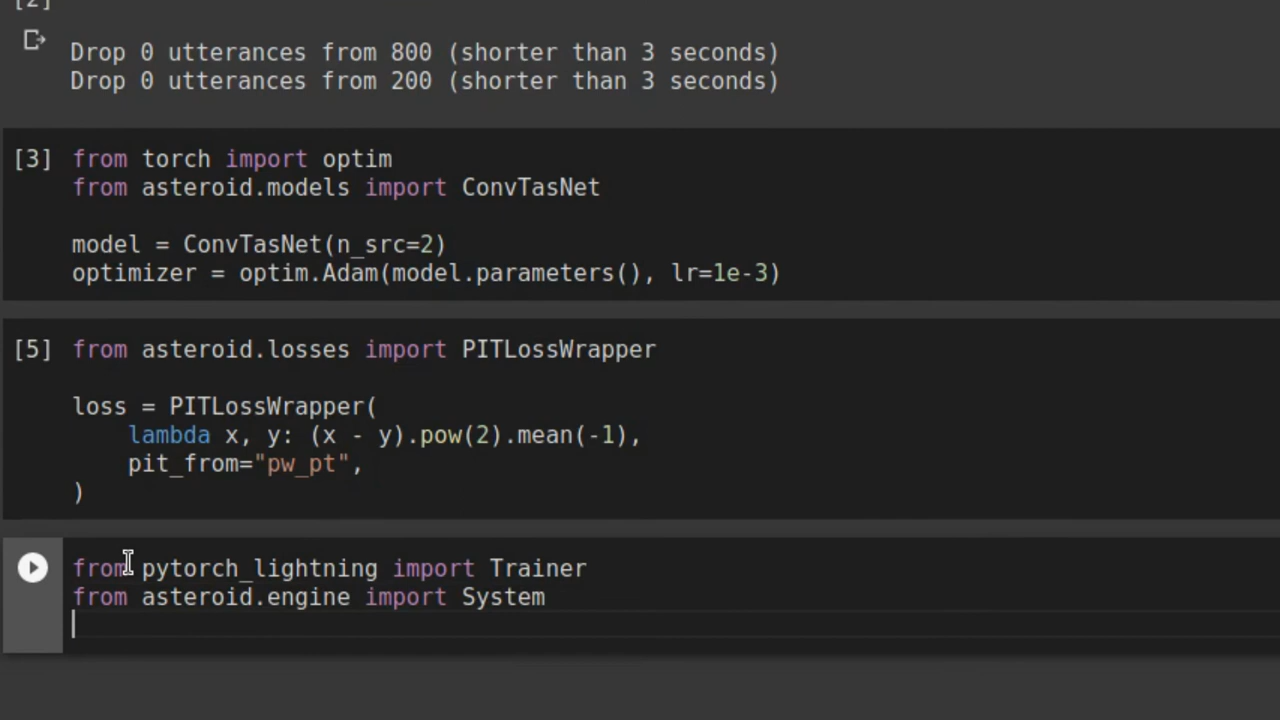 [2]
Drop 0 utterances from 800 (shorter than 3 seconds)
Drop 0 utterances from 200 (shorter than 3 seconds)
[3] from torch import optim
from asteroid.models import ConvTasNet
model = ConvTasNet(n_src=2)
optimizer = optim.Adam(model.parameters(), lr=1e-3)
[5] from asteroid.losses import PITLossWrapper
loss = PITLossWrapper(
    lambda x, y: (x - y).pow(2).mean(-1),
    pit_from="pw_pt",
)
from pytorch_lightning import Trainer
from asteroid.engine import System